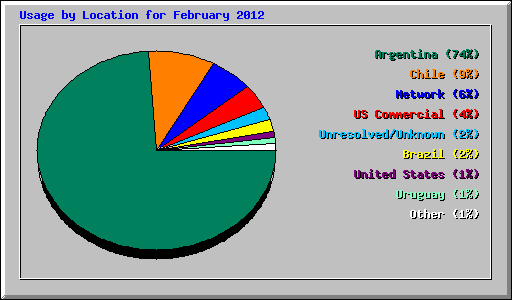 Usage by Location for February 2012
Argentina (74%)
Chile (9%)
Network (6%)
US Commercial (4%)
Unresolved/Unknown (2%)
Brazil (2%)
United States (1%)
Uruguay (1%)
Other (1%)